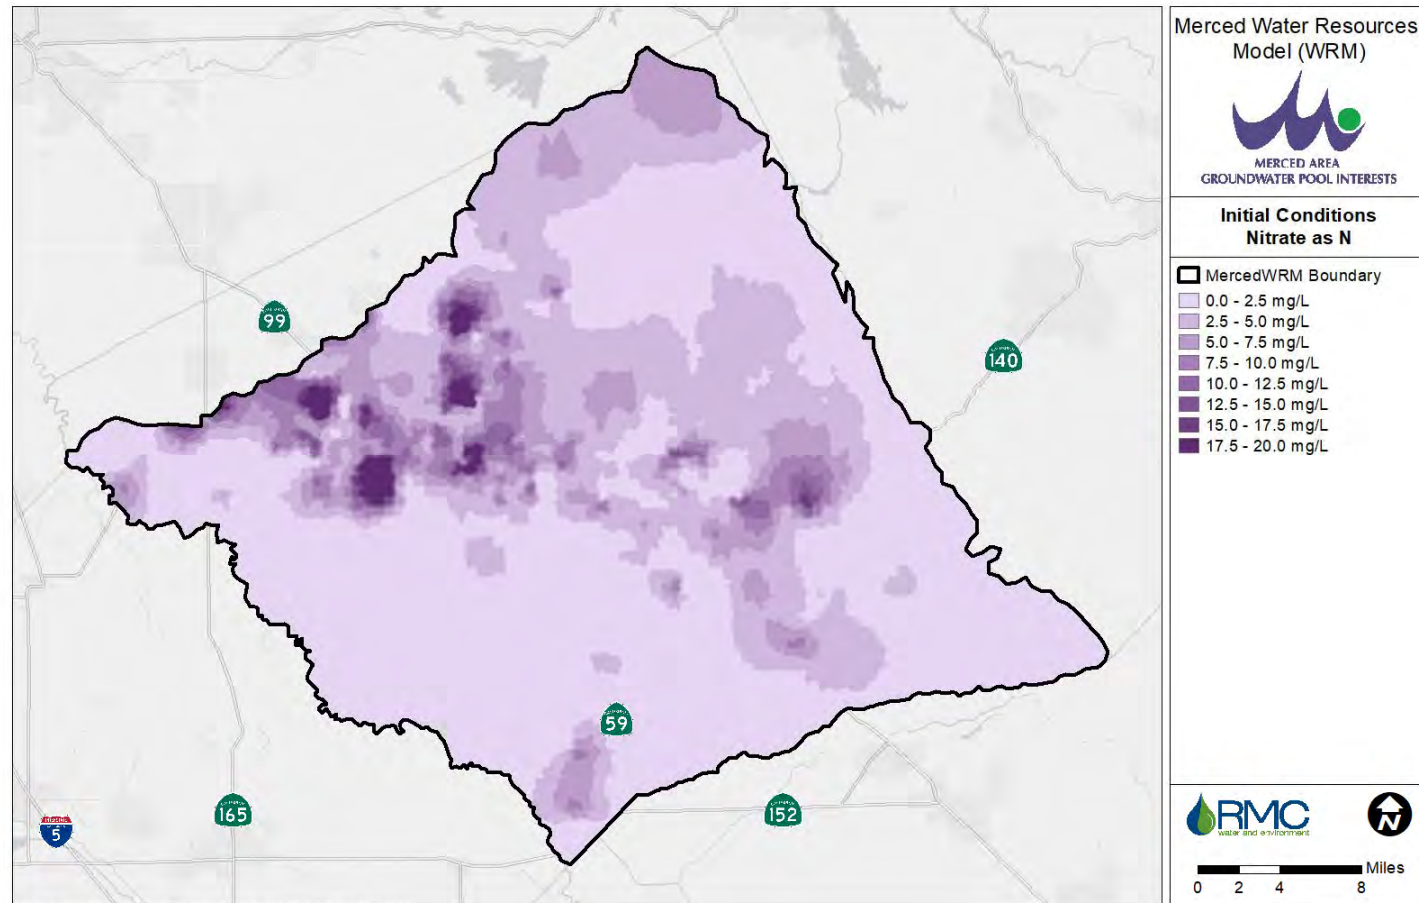 Merced Water Resources
Model (WRM)
MERCED AREA
GROUNDWATER POOL INTERESTS
Initial Conditions
Nitrate as N
MercedWRM Boundary
0.0 - 2.5 mg/L
2.5 - 5.0 mg/L
5.0 - 7.5 mg/L
7.5 - 10.0 mg/L
10.0 - 12.5 mg/L
12.5 - 15.0 mg/L
15.0 - 17.5 mg/L
17.5 - 20.0 mg/L
99
140
59
165
152
5
RMC
water and environment
N
Miles
0 2 4 8